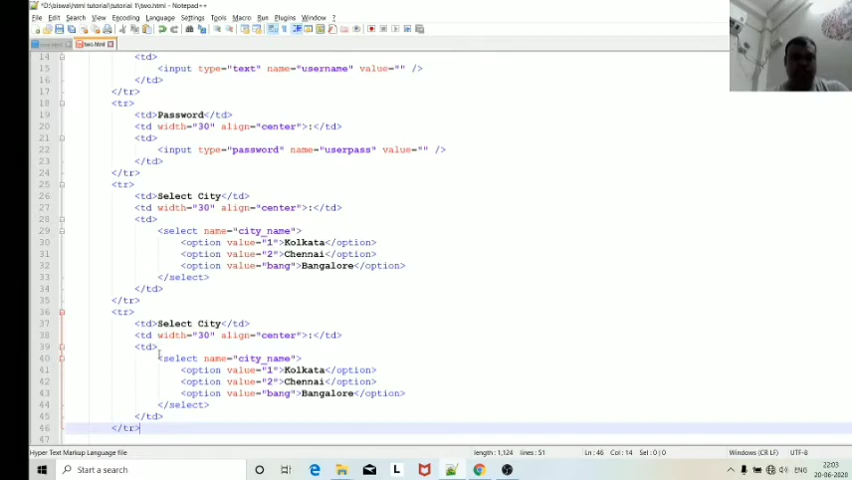 *D:\biswa\html tutorial\tutorial 1\two.html - Notepad++
File Edit Search View Encoding Language Settings Tools Macro Run Plugins Window ?
two.html
14 <td>
15 <input type="text" name="username" value="" />
16 </td>
17 </tr>
18 <tr>
19 <td>Password</td>
20 <td width="30" align="center">:</td>
21 <td>
22 <input type="password" name="userpass" value="" />
23 </td>
24 </tr>
25 <tr>
26 <td>Select City</td>
27 <td width="30" align="center">:</td>
28 <td>
29 <select name="city_name">
30 <option value="1">Kolkata</option>
31 <option value="2">Chennai</option>
32 <option value="bang">Bangalore</option>
33 </select>
34 </td>
35 </tr>
36 <tr>
37 <td>Select City</td>
38 <td width="30" align="center">:</td>
39 <td>
40 <select name="city_name">
41 <option value="1">Kolkata</option>
42 <option value="2">Chennai</option>
43 <option value="bang">Bangalore</option>
44 </select>
45 </td>
46 </tr>
47
Hyper Text Markup Language file length : 1,124 lines : 51 Ln : 46 Col : 14 Sel : 0 | 0 Windows (CR LF) UTF-8
Start a search
L
ENG
22:03
20-06-2020